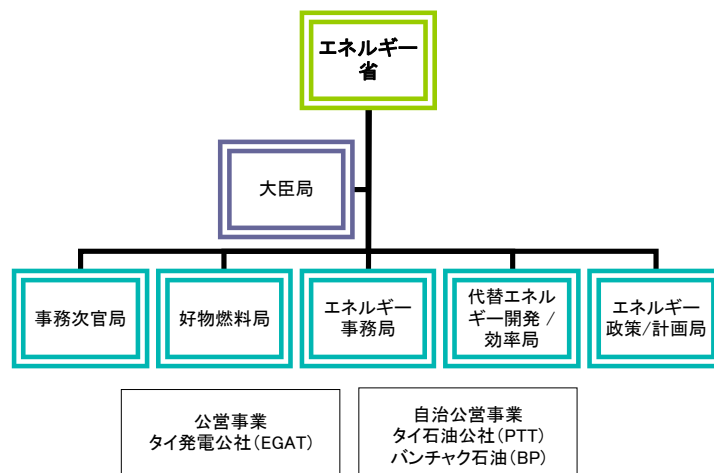 エネルギー
省
大臣局
事務次官局
好物燃料局
エネルギー
事務局
代替エネル
ギー開発 /
効率局
エネルギー
政策/計画局
公営事業
タイ発電公社(EGAT)
自治公営事業
タイ石油公社(PTT)
バンチャク石油(BP)